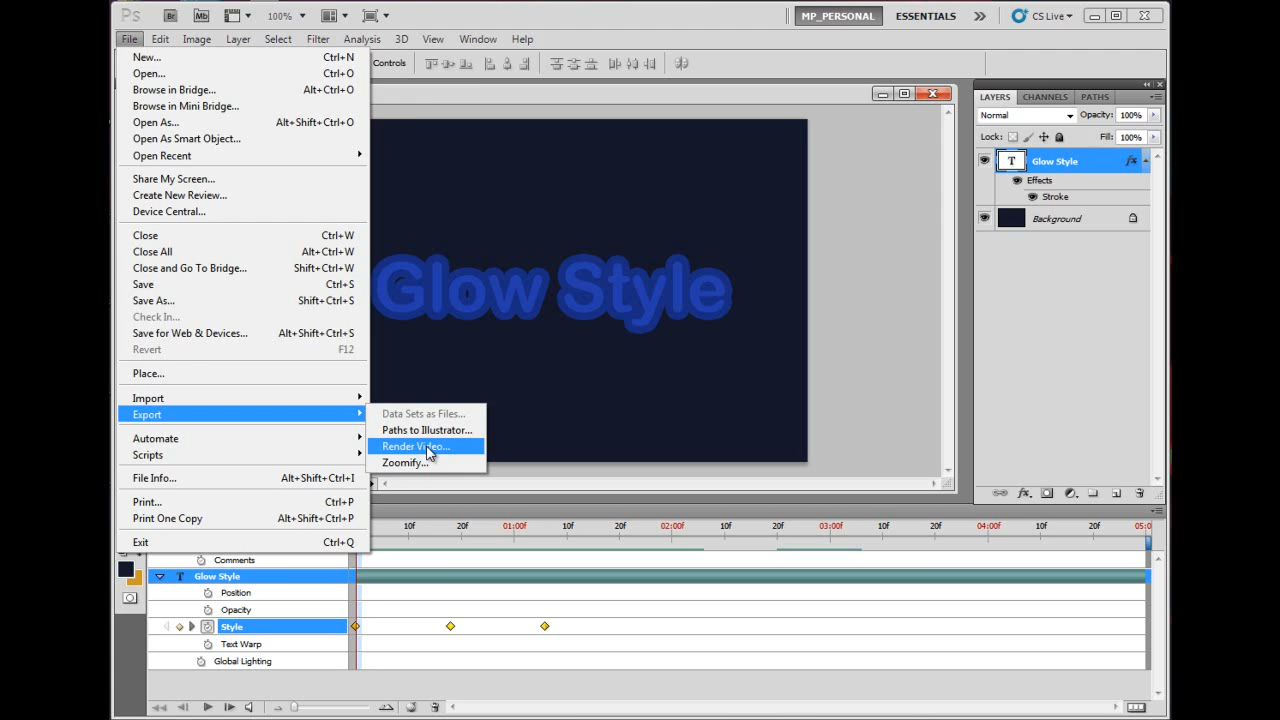 Ps Br Mb 100% MP_PERSONAL ESSENTIALS CS Live
File Edit Image Layer Select Filter Analysis 3D View Window Help
New... Ctrl+N
Open... Ctrl+O
Browse in Bridge... Alt+Ctrl+O
Browse in Mini Bridge...
Open As... Alt+Shift+Ctrl+O
Open As Smart Object...
Open Recent
Share My Screen...
Create New Review...
Device Central...
Close Ctrl+W
Close All Alt+Ctrl+W
Close and Go To Bridge... Shift+Ctrl+W
Save Ctrl+S
Save As... Shift+Ctrl+S
Check In...
Save for Web & Devices... Alt+Shift+Ctrl+S
Revert F12
Place...
Import
Export
Automate
Scripts
File Info... Alt+Shift+Ctrl+I
Print... Ctrl+P
Print One Copy Alt+Shift+Ctrl+P
Exit Ctrl+Q
Data Sets as Files...
Paths to Illustrator...
Render Video...
Zoomify...
Controls
Glow Style
LAYERS CHANNELS PATHS
Normal Opacity: 100%
Lock: Fill: 100%
T Glow Style fx
Effects
Stroke
Background
fx.
10f 20f 01:00f 10f 20f 02:00f 10f 20f 03:00f 10f 20f 04:00f 10f 20f 05:0
Comments
T Glow Style
Position
Opacity
Style
Text Warp
Global Lighting